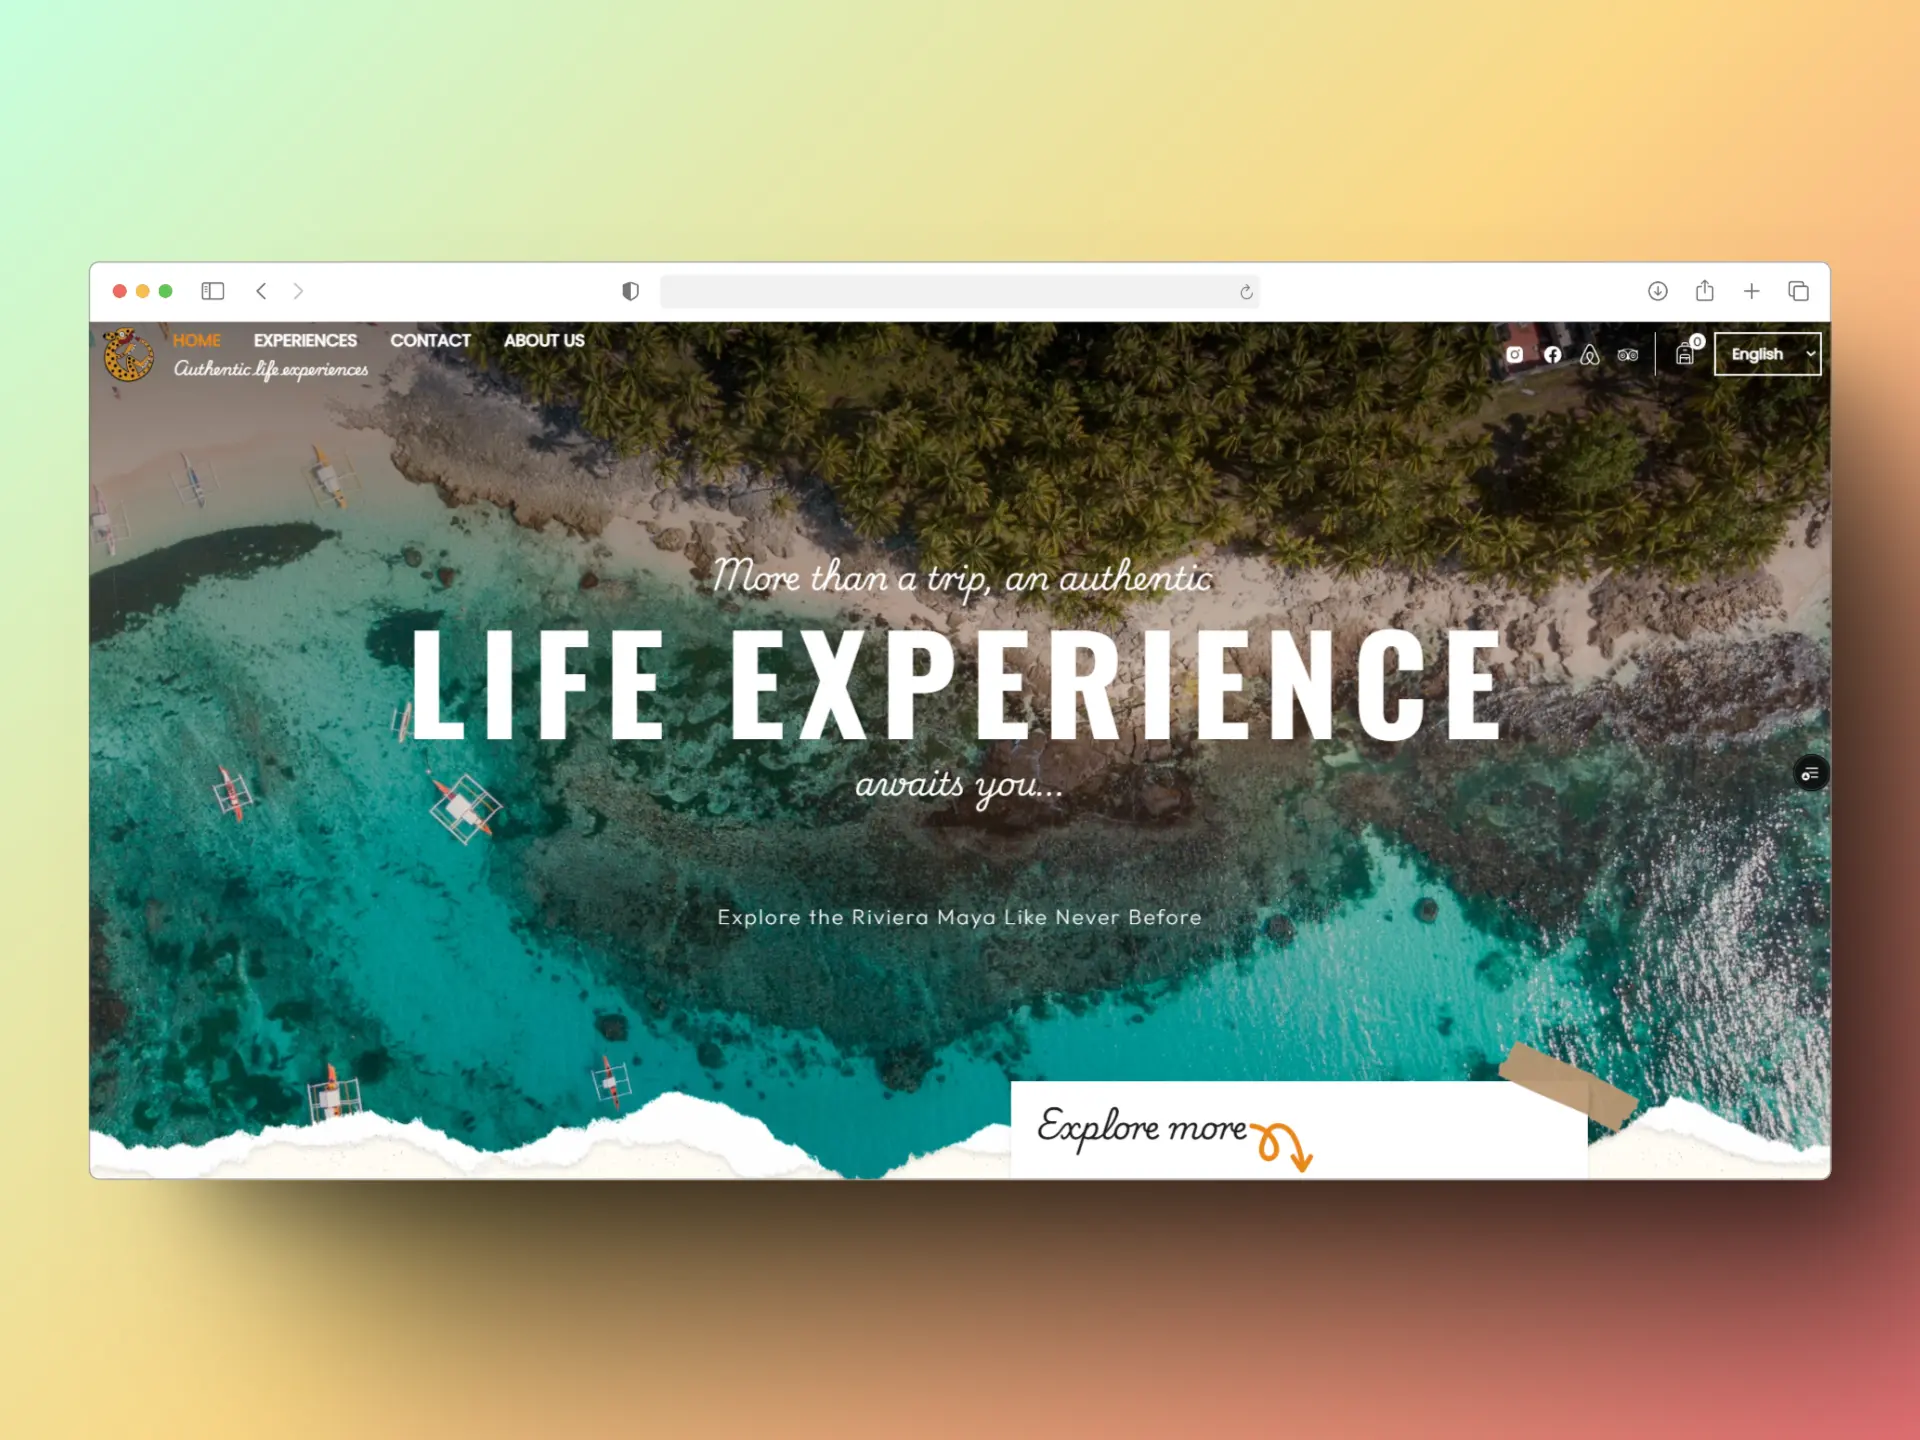 HOME EXPERIENCES CONTACT ABOUT US
Authentic life experiences
0
English
More than a trip, an authentic
LIFE EXPERIENCE
awaits you...
Explore the Riviera Maya Like Never Before
Explore more